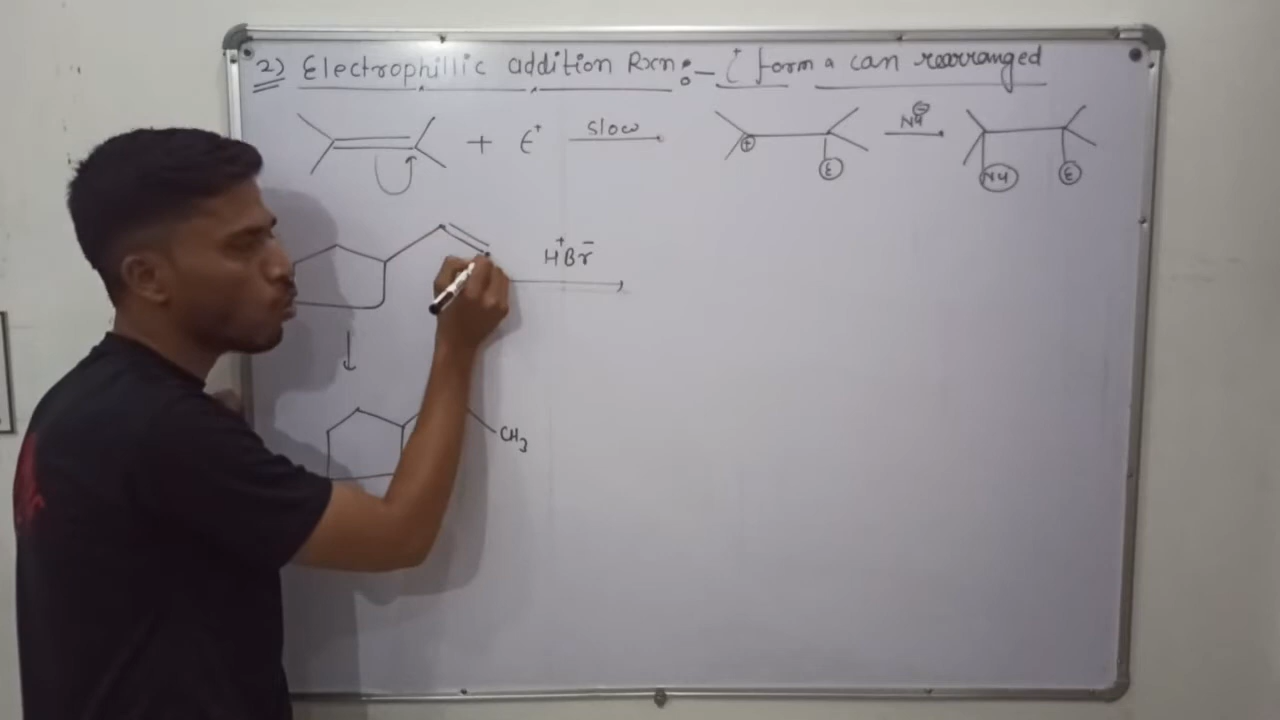 2) Electrophillic addition Rxn :- C⁺ form & can rearranged
+ E⁺ slow ⊕ E Nu⊖ Nu E
H⁺Br⁻
CH₃